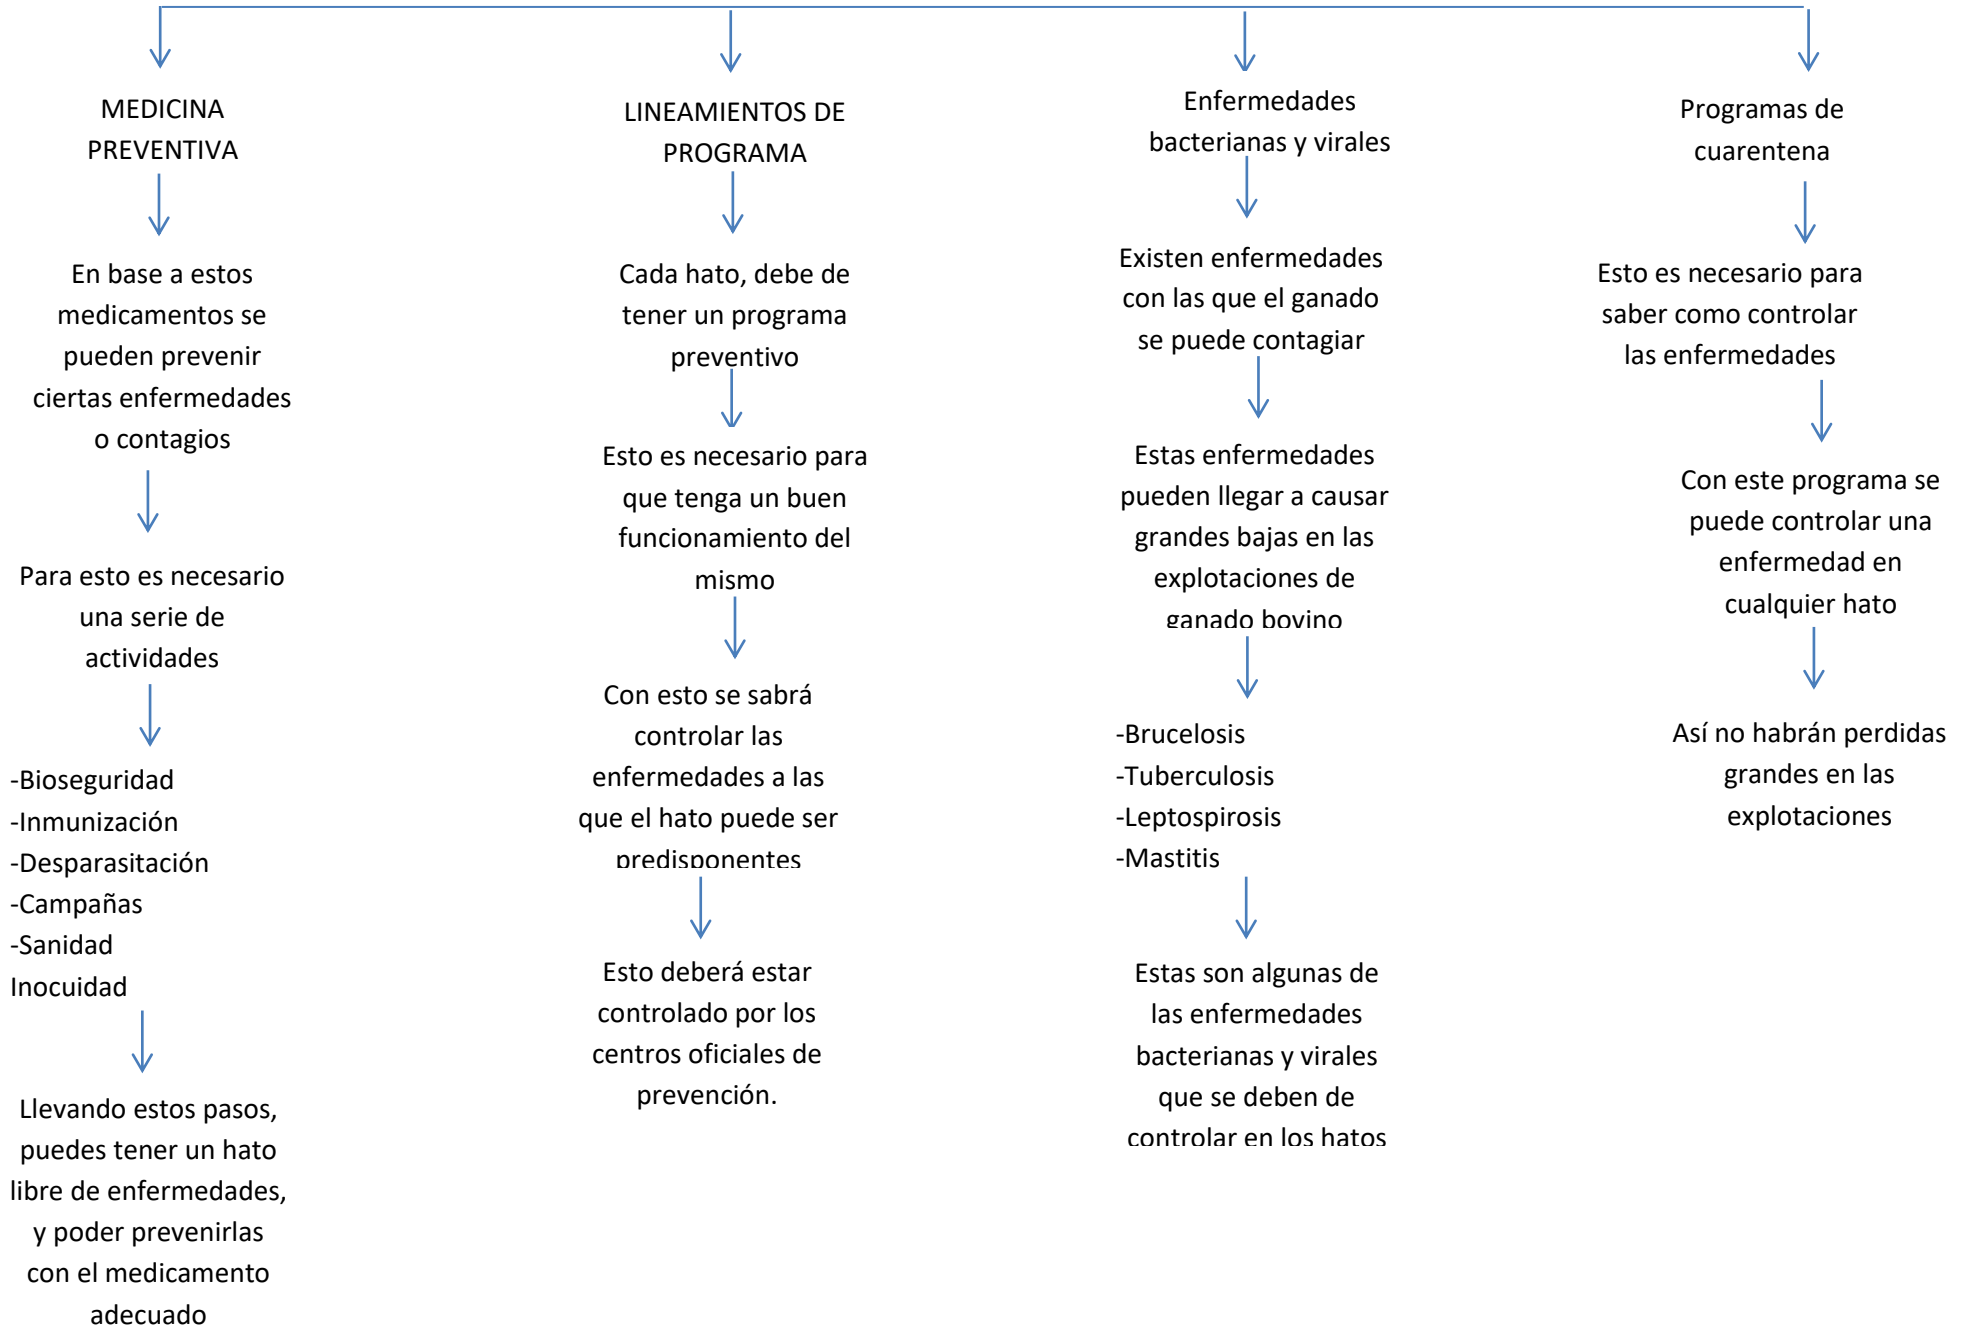 MEDICINA
PREVENTIVA
En base a estos
medicamentos se
pueden prevenir
ciertas enfermedades
o contagios
Para esto es necesario
una serie de
actividades
-Bioseguridad
-Inmunización
-Desparasitación
-Campañas
-Sanidad
Inocuidad
Llevando estos pasos,
puedes tener un hato
libre de enfermedades,
y poder prevenirlas
con el medicamento
adecuado
LINEAMIENTOS DE
PROGRAMA
Cada hato, debe de
tener un programa
preventivo
Esto es necesario para
que tenga un buen
funcionamiento del
mismo
Con esto se sabrá
controlar las
enfermedades a las
que el hato puede ser
predisponentes
Esto deberá estar
controlado por los
centros oficiales de
prevención.
Enfermedades
bacterianas y virales
Existen enfermedades
con las que el ganado
se puede contagiar
Estas enfermedades
pueden llegar a causar
grandes bajas en las
explotaciones de
ganado bovino
-Brucelosis
-Tuberculosis
-Leptospirosis
-Mastitis
Estas son algunas de
las enfermedades
bacterianas y virales
que se deben de
controlar en los hatos
Programas de
cuarentena
Esto es necesario para
saber como controlar
las enfermedades
Con este programa se
puede controlar una
enfermedad en
cualquier hato
Así no habrán perdidas
grandes en las
explotaciones